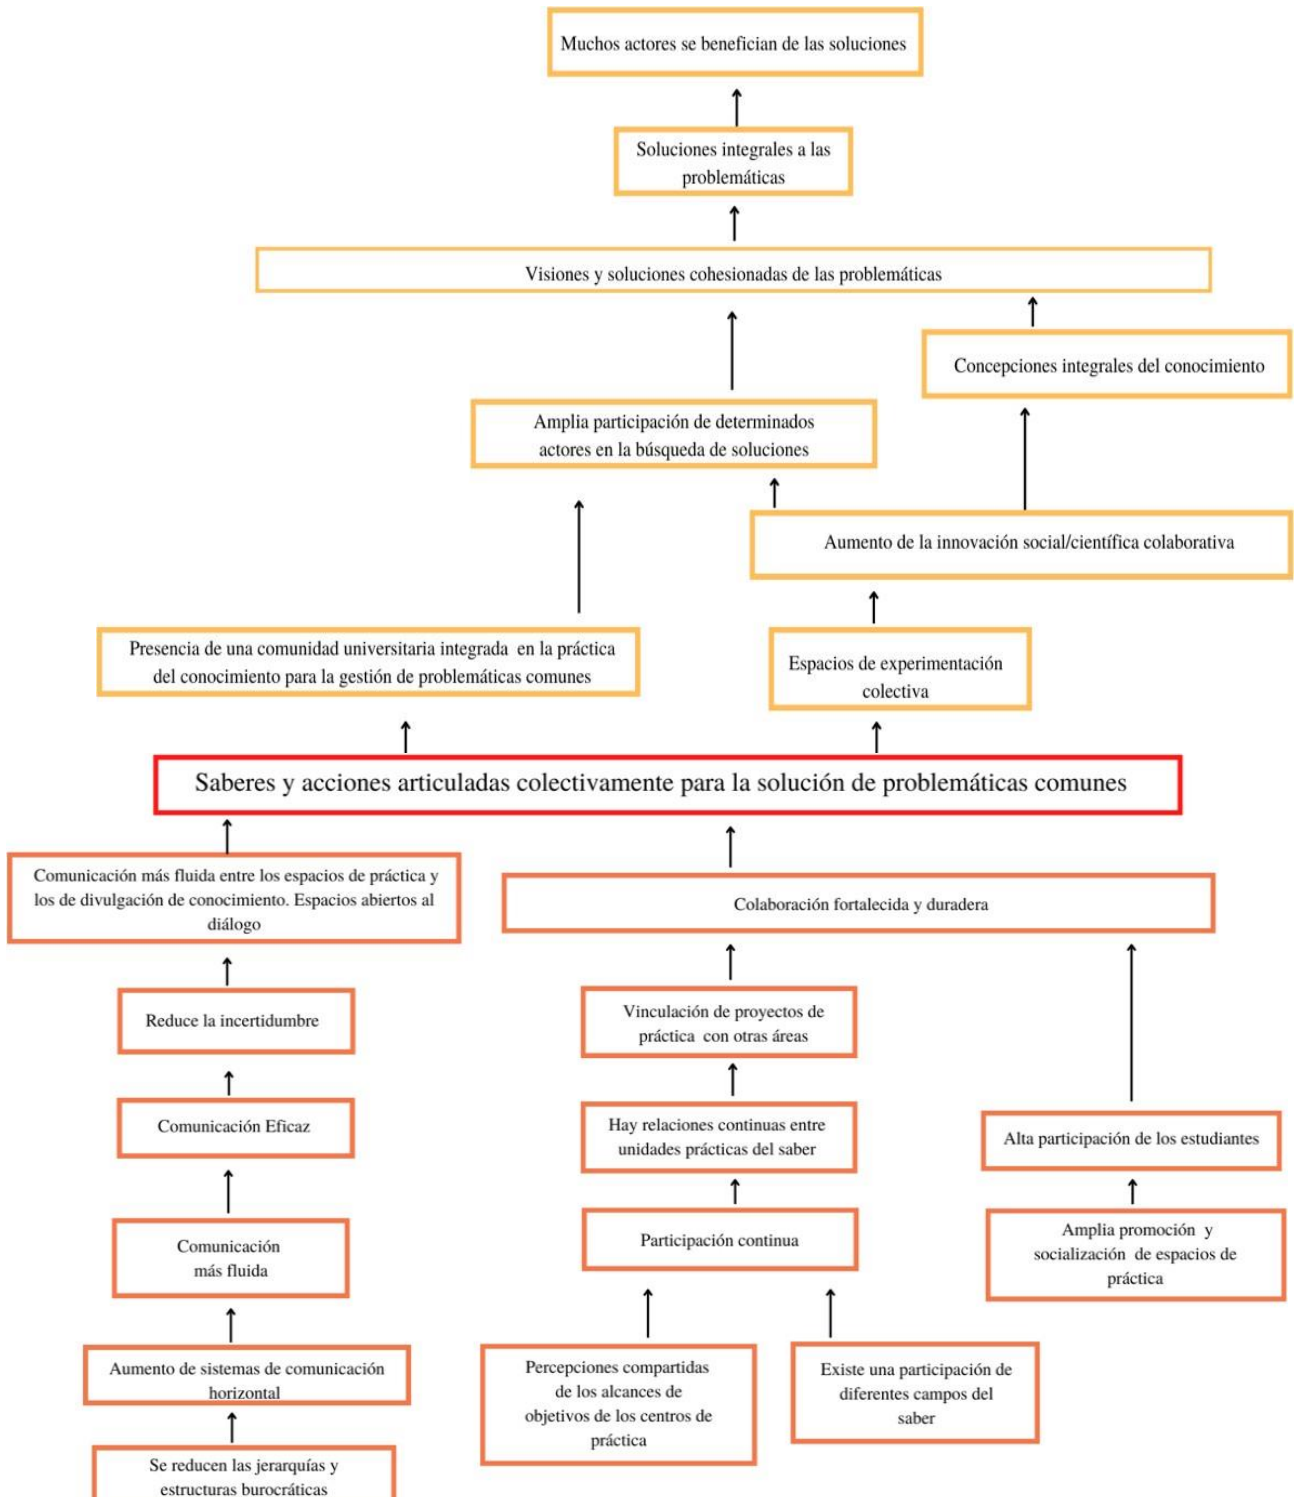 Muchos actores se benefician de las soluciones
Soluciones integrales a las
problemáticas
Visiones y soluciones cohesionadas de las problemáticas
Concepciones integrales del conocimiento
Amplia participación de determinados
actores en la búsqueda de soluciones
Aumento de la innovación social/científica colaborativa
Presencia de una comunidad universitaria integrada en la práctica
del conocimiento para la gestión de problemáticas comunes
Espacios de experimentación
colectiva
Saberes y acciones articuladas colectivamente para la solución de problemáticas comunes
Comunicación más fluida entre los espacios de práctica y
los de divulgación de conocimiento. Espacios abiertos al
diálogo
Colaboración fortalecida y duradera
Reduce la incertidumbre
Vinculación de proyectos de
práctica con otras áreas
Comunicación Eficaz
Hay relaciones continuas entre
unidades prácticas del saber
Alta participación de los estudiantes
Comunicación
más fluida
Participación continua
Amplia promoción y
socialización de espacios de
práctica
Aumento de sistemas de comunicación
horizontal
Percepciones compartidas
de los alcances de
objetivos de los centros de
práctica
Existe una participación de
diferentes campos del
saber
Se reducen las jerarquías y
estructuras burocráticas